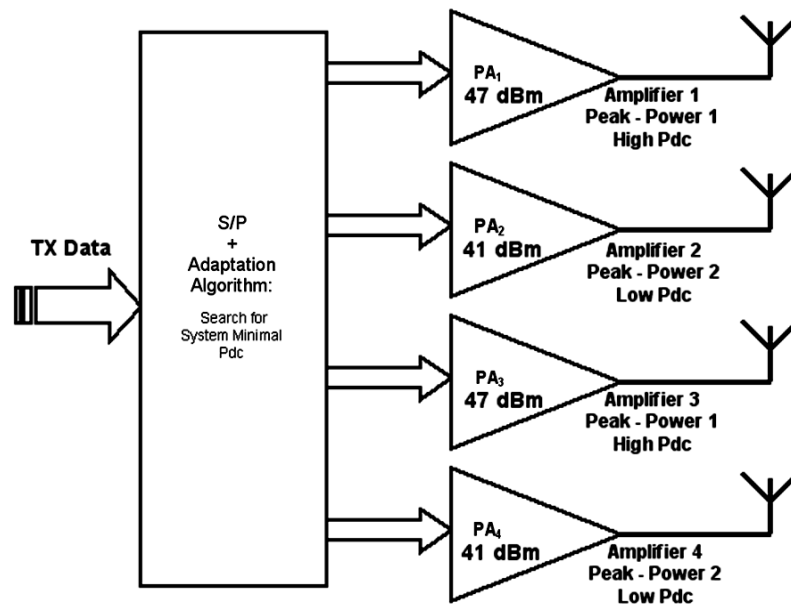 TX Data
S/P
+
Adaptation
Algorithm:
Search for
System Minimal
Pdc
PA₁
47 dBm
Amplifier 1
Peak - Power 1
High Pdc
PA₂
41 dBm
Amplifier 2
Peak - Power 2
Low Pdc
PA₃
47 dBm
Amplifier 3
Peak - Power 1
High Pdc
PA₄
41 dBm
Amplifier 4
Peak - Power 2
Low Pdc